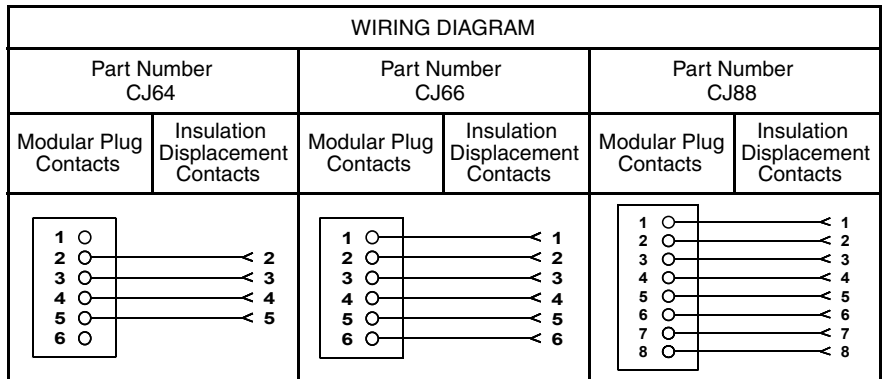 WIRING DIAGRAM
Part Number
CJ64
Part Number
CJ66
Part Number
CJ88
Modular Plug
Contacts
Insulation
Displacement
Contacts
Modular Plug
Contacts
Insulation
Displacement
Contacts
Modular Plug
Contacts
Insulation
Displacement
Contacts
1
2 2
3 3
4 4
5 5
6
1 1
2 2
3 3
4 4
5 5
6 6
1 1
2 2
3 3
4 4
5 5
6 6
7 7
8 8